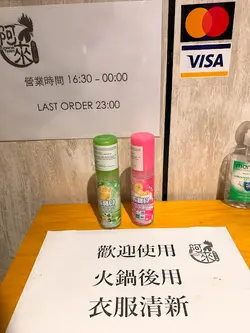 阿來
營業時間 16:30 – 00:00
LAST ORDER 23:00
MasterCard
VISA
歡迎使用
火鍋後用
衣服清新
阿來